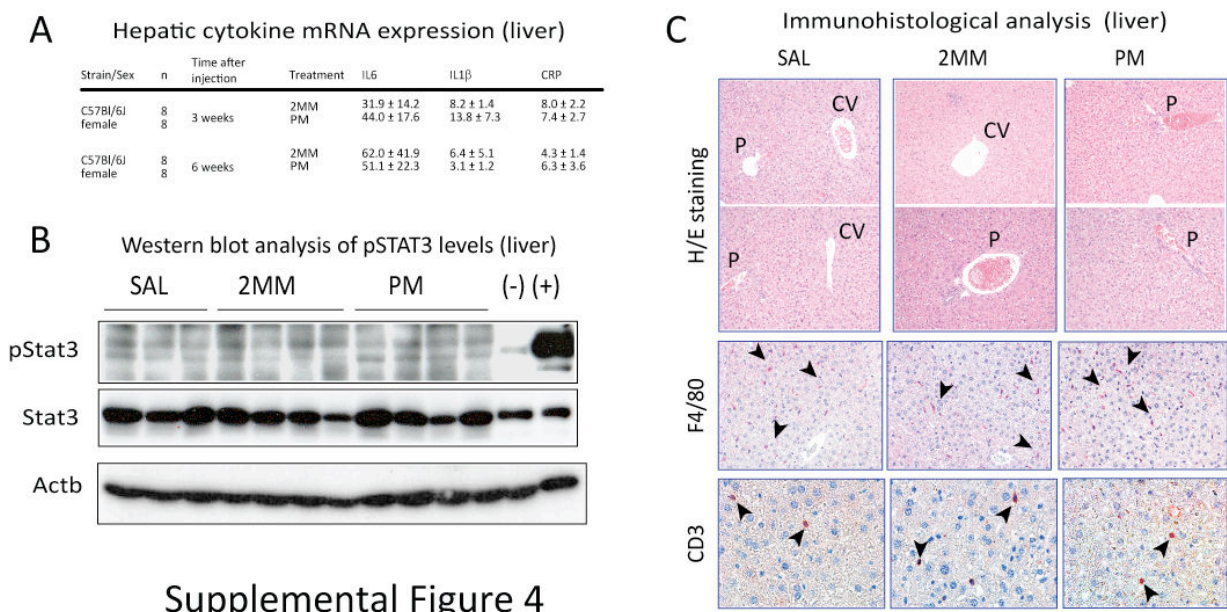 A Hepatic cytokine mRNA expression (liver)
Strain/Sex n Time after injection Treatment IL6 IL1β CRP
C57Bl/6J 8 2MM 31.9 ± 14.2 8.2 ± 1.4 8.0 ± 2.2
female 8 3 weeks PM 44.0 ± 17.6 13.8 ± 7.3 7.4 ± 2.7
C57Bl/6J 8 2MM 62.0 ± 41.9 6.4 ± 5.1 4.3 ± 1.4
female 8 6 weeks PM 51.1 ± 22.3 3.1 ± 1.2 6.3 ± 3.6
B Western blot analysis of pSTAT3 levels (liver)
SAL 2MM PM (-) (+)
pStat3
Stat3
Actb
Supplemental Figure 4
C Immunohistological analysis (liver)
SAL 2MM PM
H/E staining
P CV CV P
P CV P P
F4/80
CD3